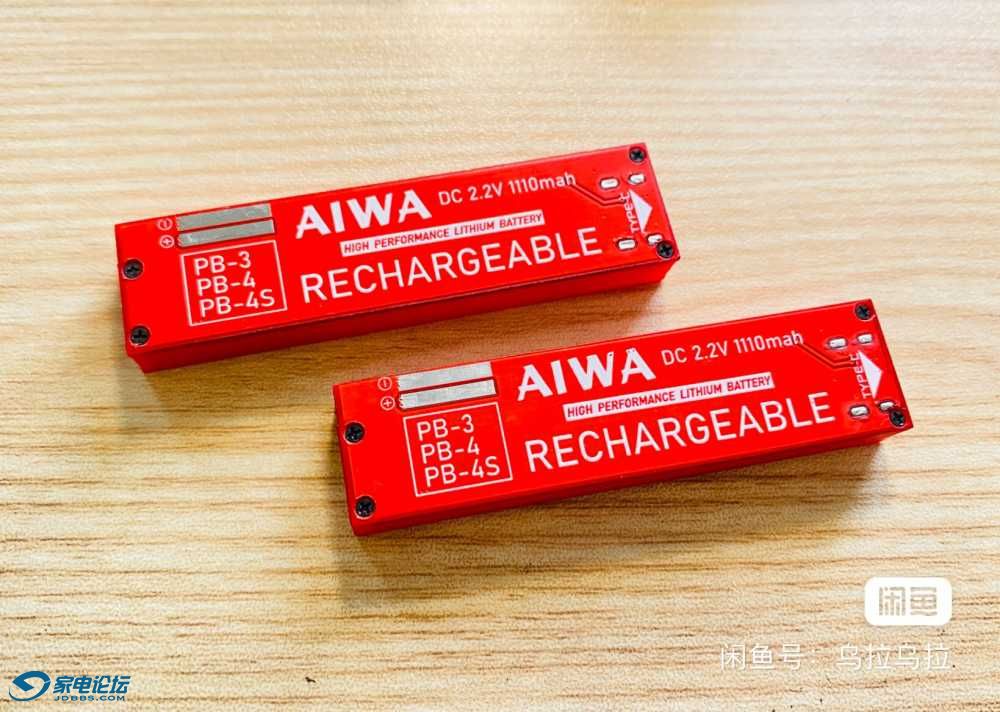 AIWA DC 2.2V 1110mah
HIGH PERFORMANCE LITHIUM BATTERY
RECHARGEABLE
PB-3
PB-4
PB-4S
TYPE-C
AIWA DC 2.2V 1110mah
HIGH PERFORMANCE LITHIUM BATTERY
RECHARGEABLE
PB-3
PB-4
PB-4S
TYPE-C
闲鱼
闲鱼号：鸟拉乌拉
家电论坛
JDBBS.COM